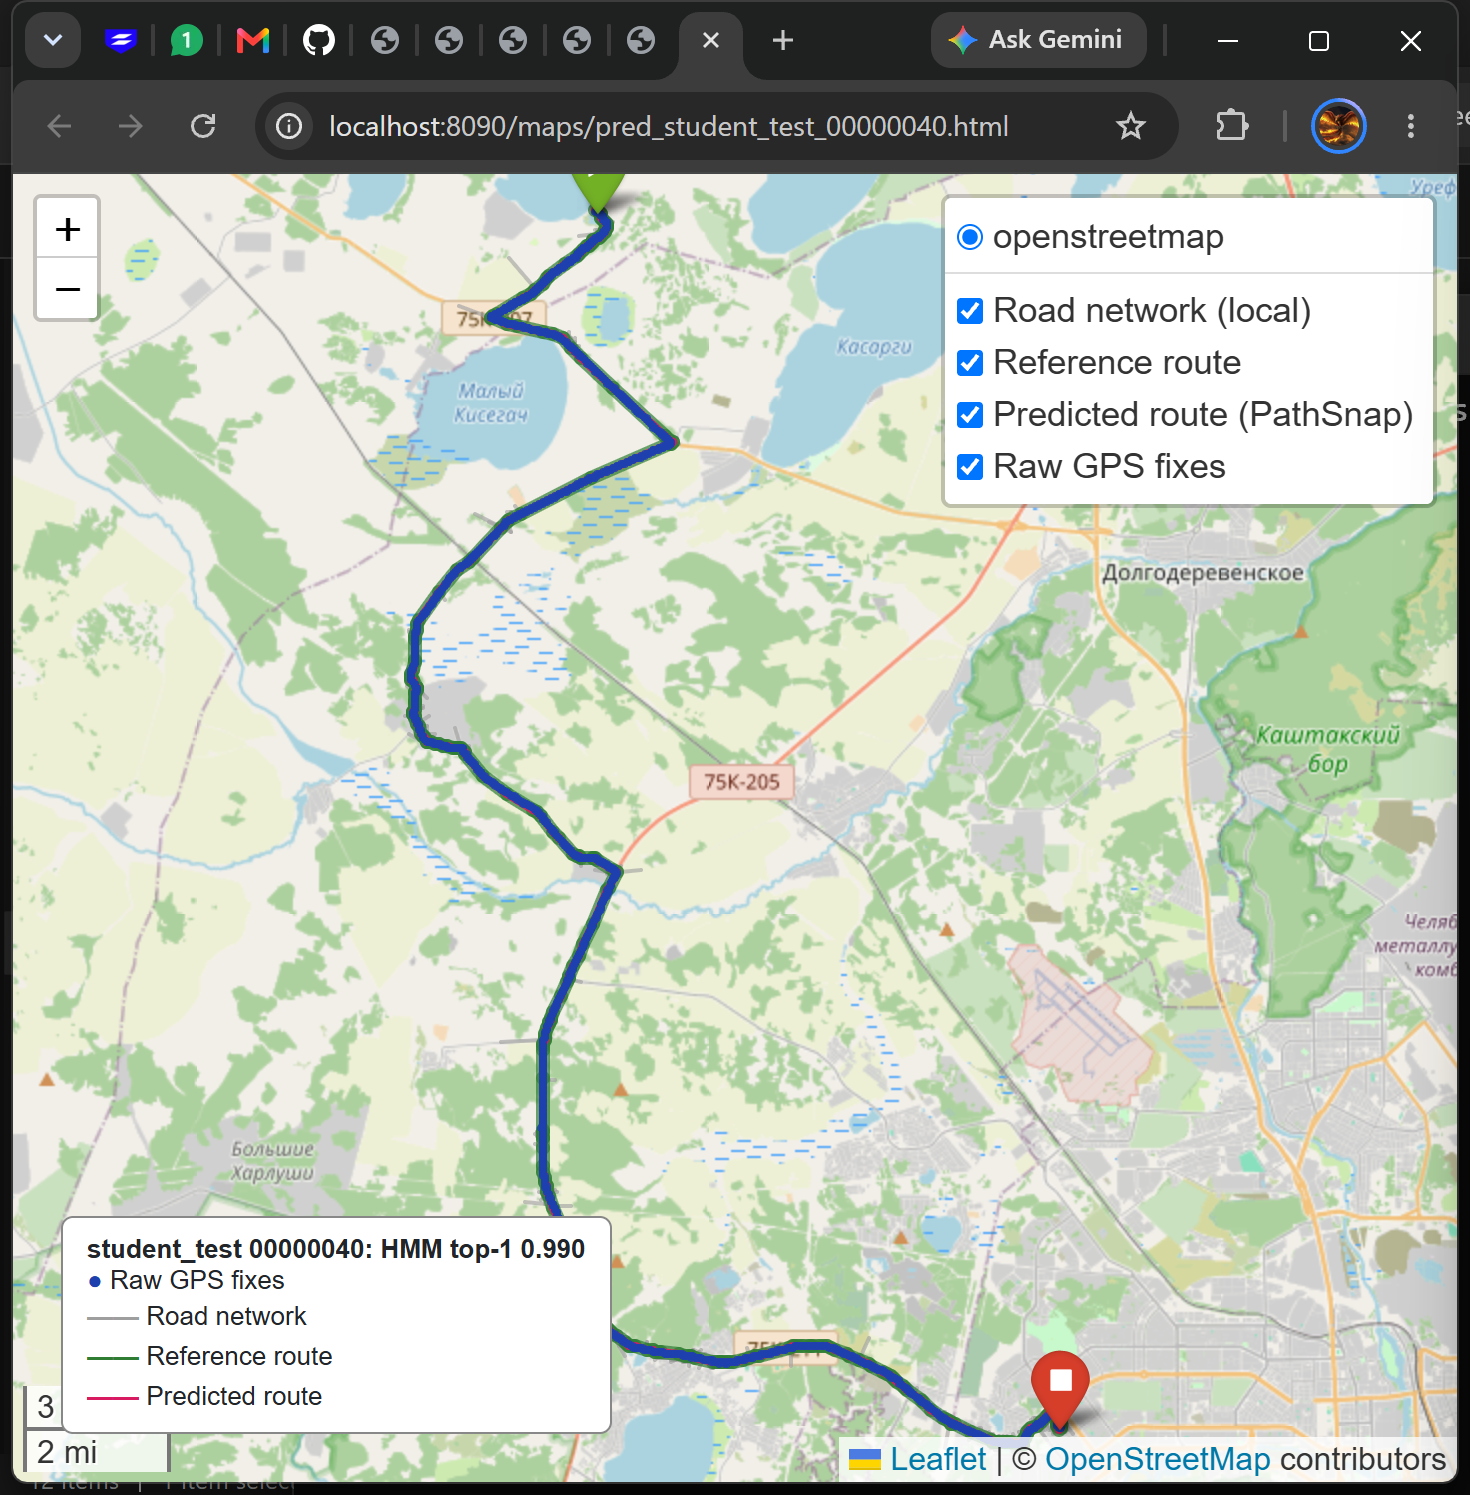 1
Ask Gemini
localhost:8090/maps/pred_student_test_00000040.html
+
−
openstreetmap
Road network (local)
Reference route
Predicted route (PathSnap)
Raw GPS fixes
Касарги
Малый
Кисегач
Долгодеревенское
Каштакский
бор
75К-205
Большие
Харлуши
student_test 00000040: HMM top-1 0.990
Raw GPS fixes
Road network
Reference route
Predicted route
3
2 mi
Leaflet | © OpenStreetMap contributors